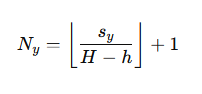 $N_y = \left\lfloor \frac{s_y}{H - h} \right\rfloor + 1$